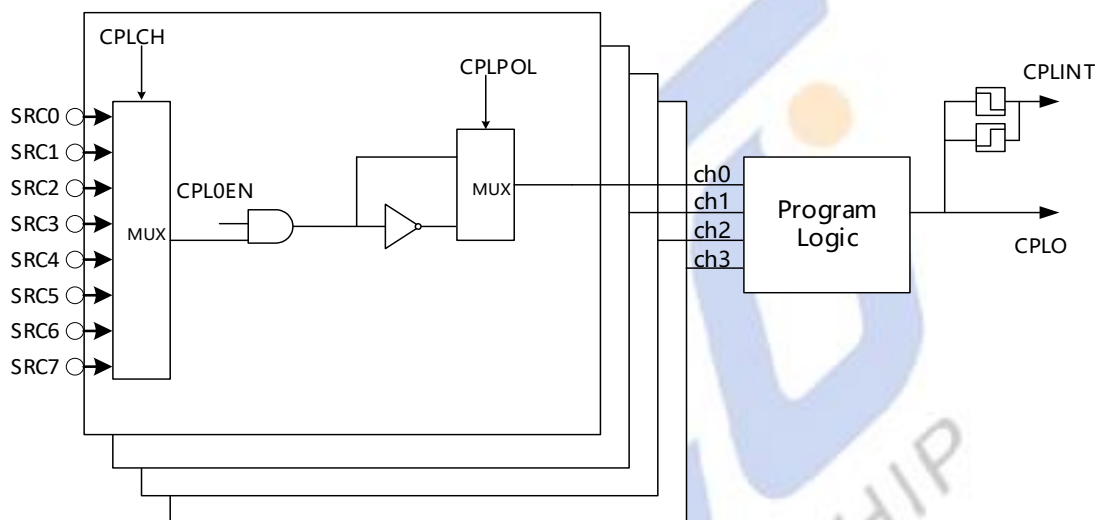 CPLCH
CPLPOL
CPLINT
SRC0
SRC1
SRC2
SRC3
SRC4
SRC5
SRC6
SRC7
CPL0EN
MUX
MUX
ch0
ch1
ch2
ch3
Program
Logic
CPLO
HIP